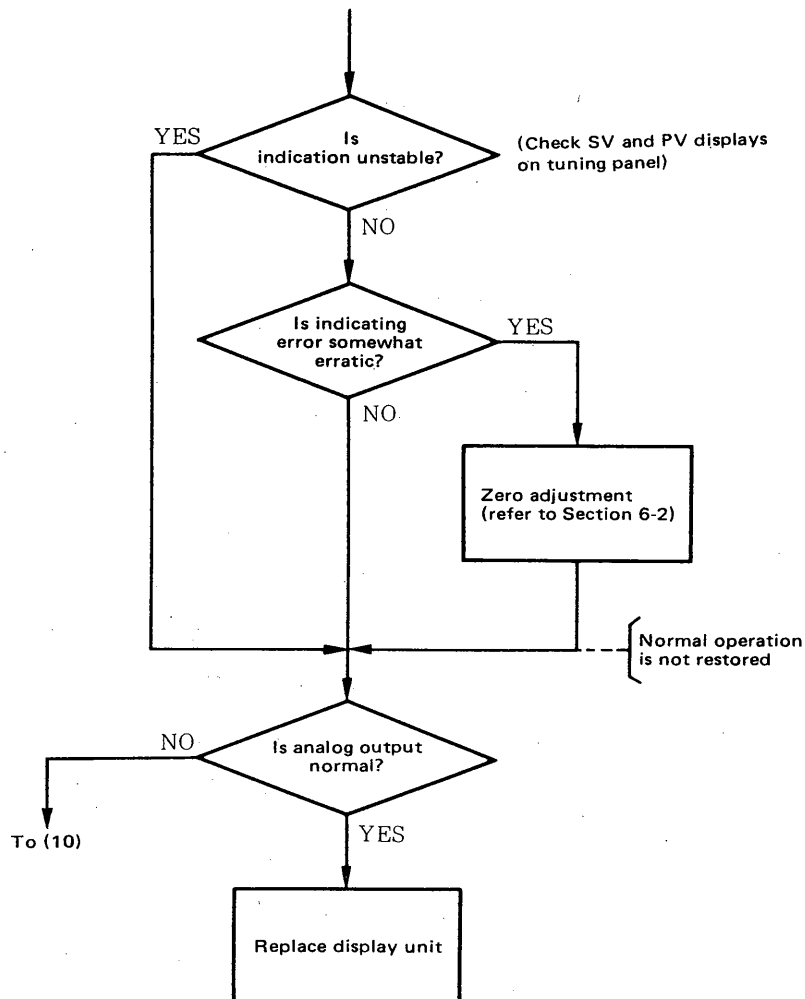 YES
Is
indication unstable?
(Check SV and PV displays
on tuning panel)
NO
Is indicating
error somewhat
erratic?
YES
NO
Zero adjustment
(refer to Section 6-2)
Normal operation
is not restored
NO
Is analog output
normal?
To (10)
YES
Replace display unit